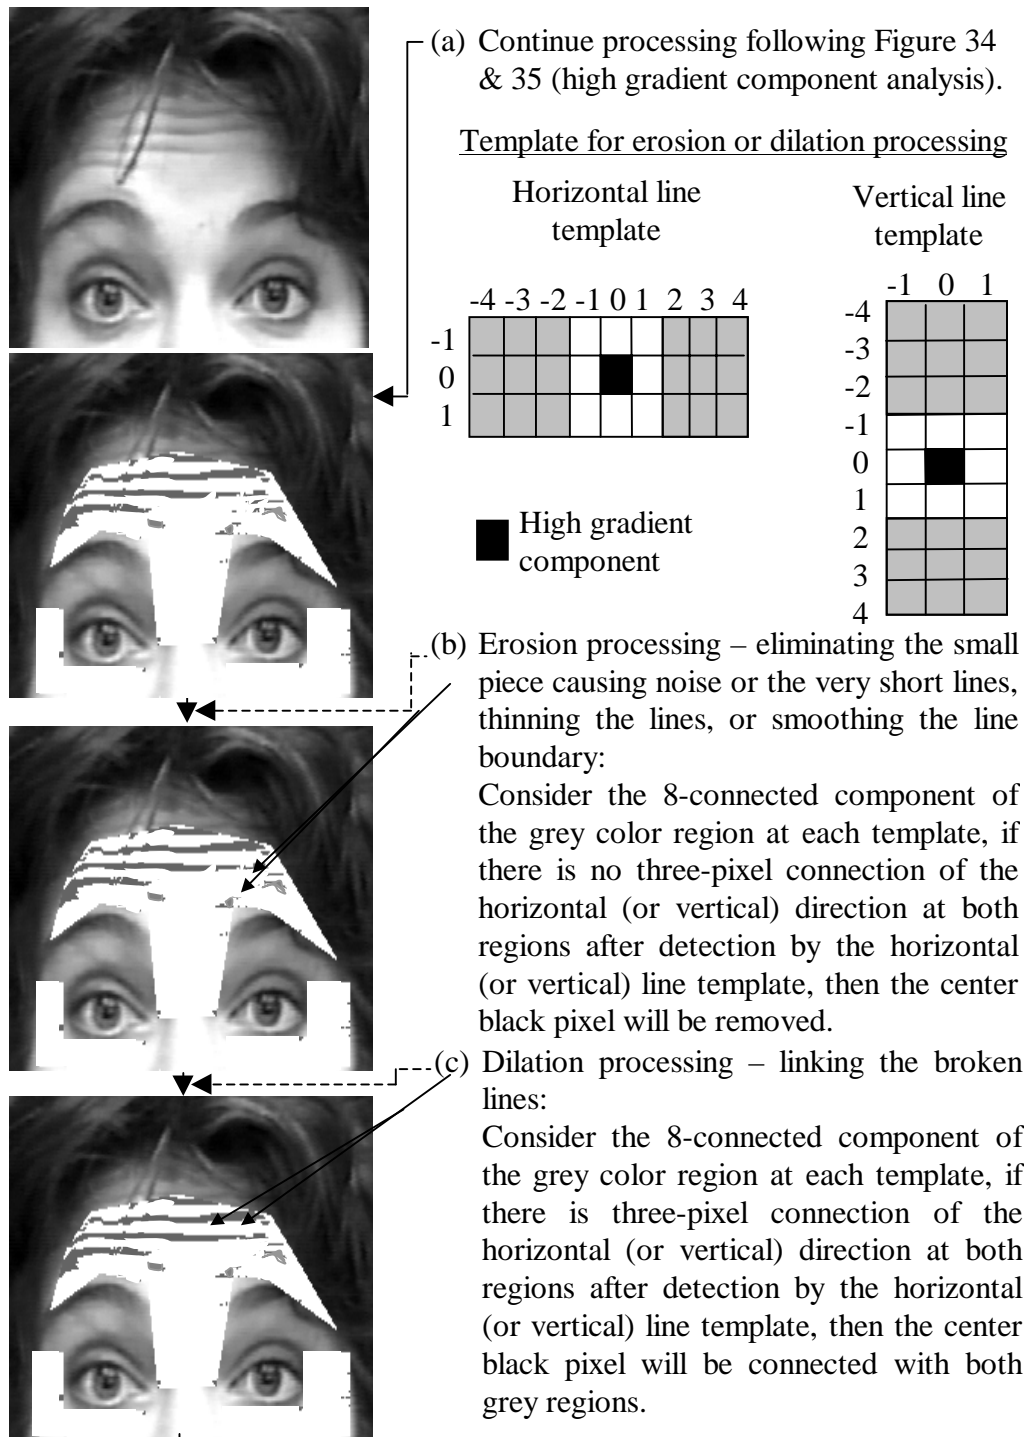 (a) Continue processing following Figure 34
& 35 (high gradient component analysis).
Template for erosion or dilation processing
Horizontal line
template
-4 -3 -2 -1 0 1 2 3 4
-1
0
1
Vertical line
template
-1 0 1
-4
-3
-2
-1
0
1
2
3
4
High gradient
component
(b) Erosion processing – eliminating the small
piece causing noise or the very short lines,
thinning the lines, or smoothing the line
boundary:
Consider the 8-connected component of
the grey color region at each template, if
there is no three-pixel connection of the
horizontal (or vertical) direction at both
regions after detection by the horizontal
(or vertical) line template, then the center
black pixel will be removed.
(c) Dilation processing – linking the broken
lines:
Consider the 8-connected component of
the grey color region at each template, if
there is three-pixel connection of the
horizontal (or vertical) direction at both
regions after detection by the horizontal
(or vertical) line template, then the center
black pixel will be connected with both
grey regions.